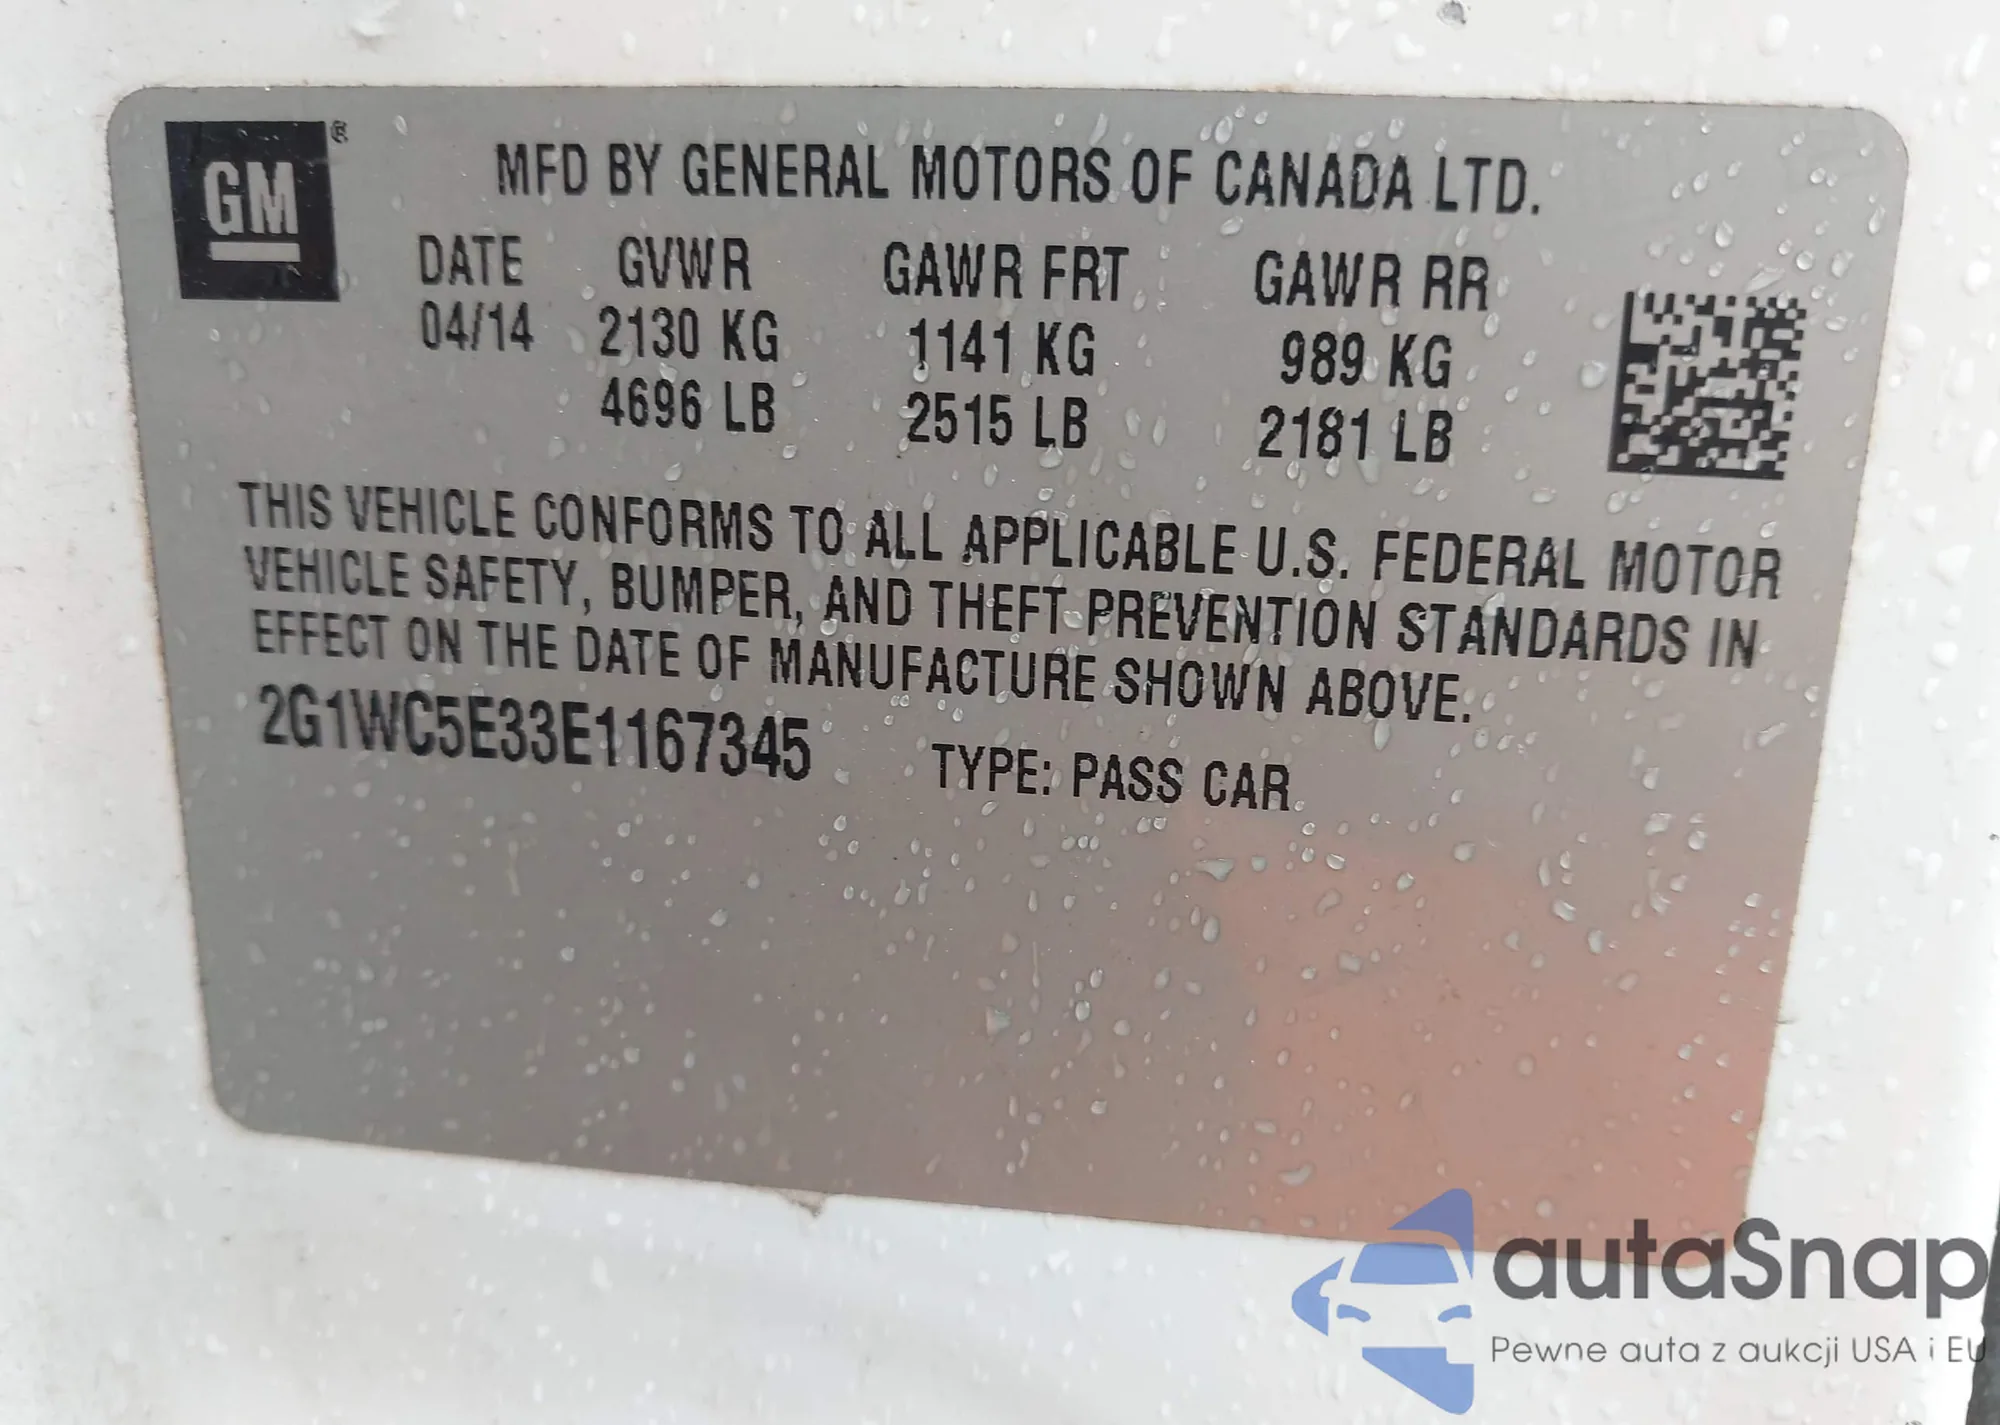 GM ®
MFD BY GENERAL MOTORS OF CANADA LTD.
DATE GVWR GAWR FRT GAWR RR
04/14 2130 KG 1141 KG 989 KG
4696 LB 2515 LB 2181 LB
THIS VEHICLE CONFORMS TO ALL APPLICABLE U.S. FEDERAL MOTOR
VEHICLE SAFETY, BUMPER, AND THEFT PREVENTION STANDARDS IN
EFFECT ON THE DATE OF MANUFACTURE SHOWN ABOVE.
2G1WC5E33E1167345 TYPE: PASS CAR
autaSnap
Pewne auta z aukcji USA i EU